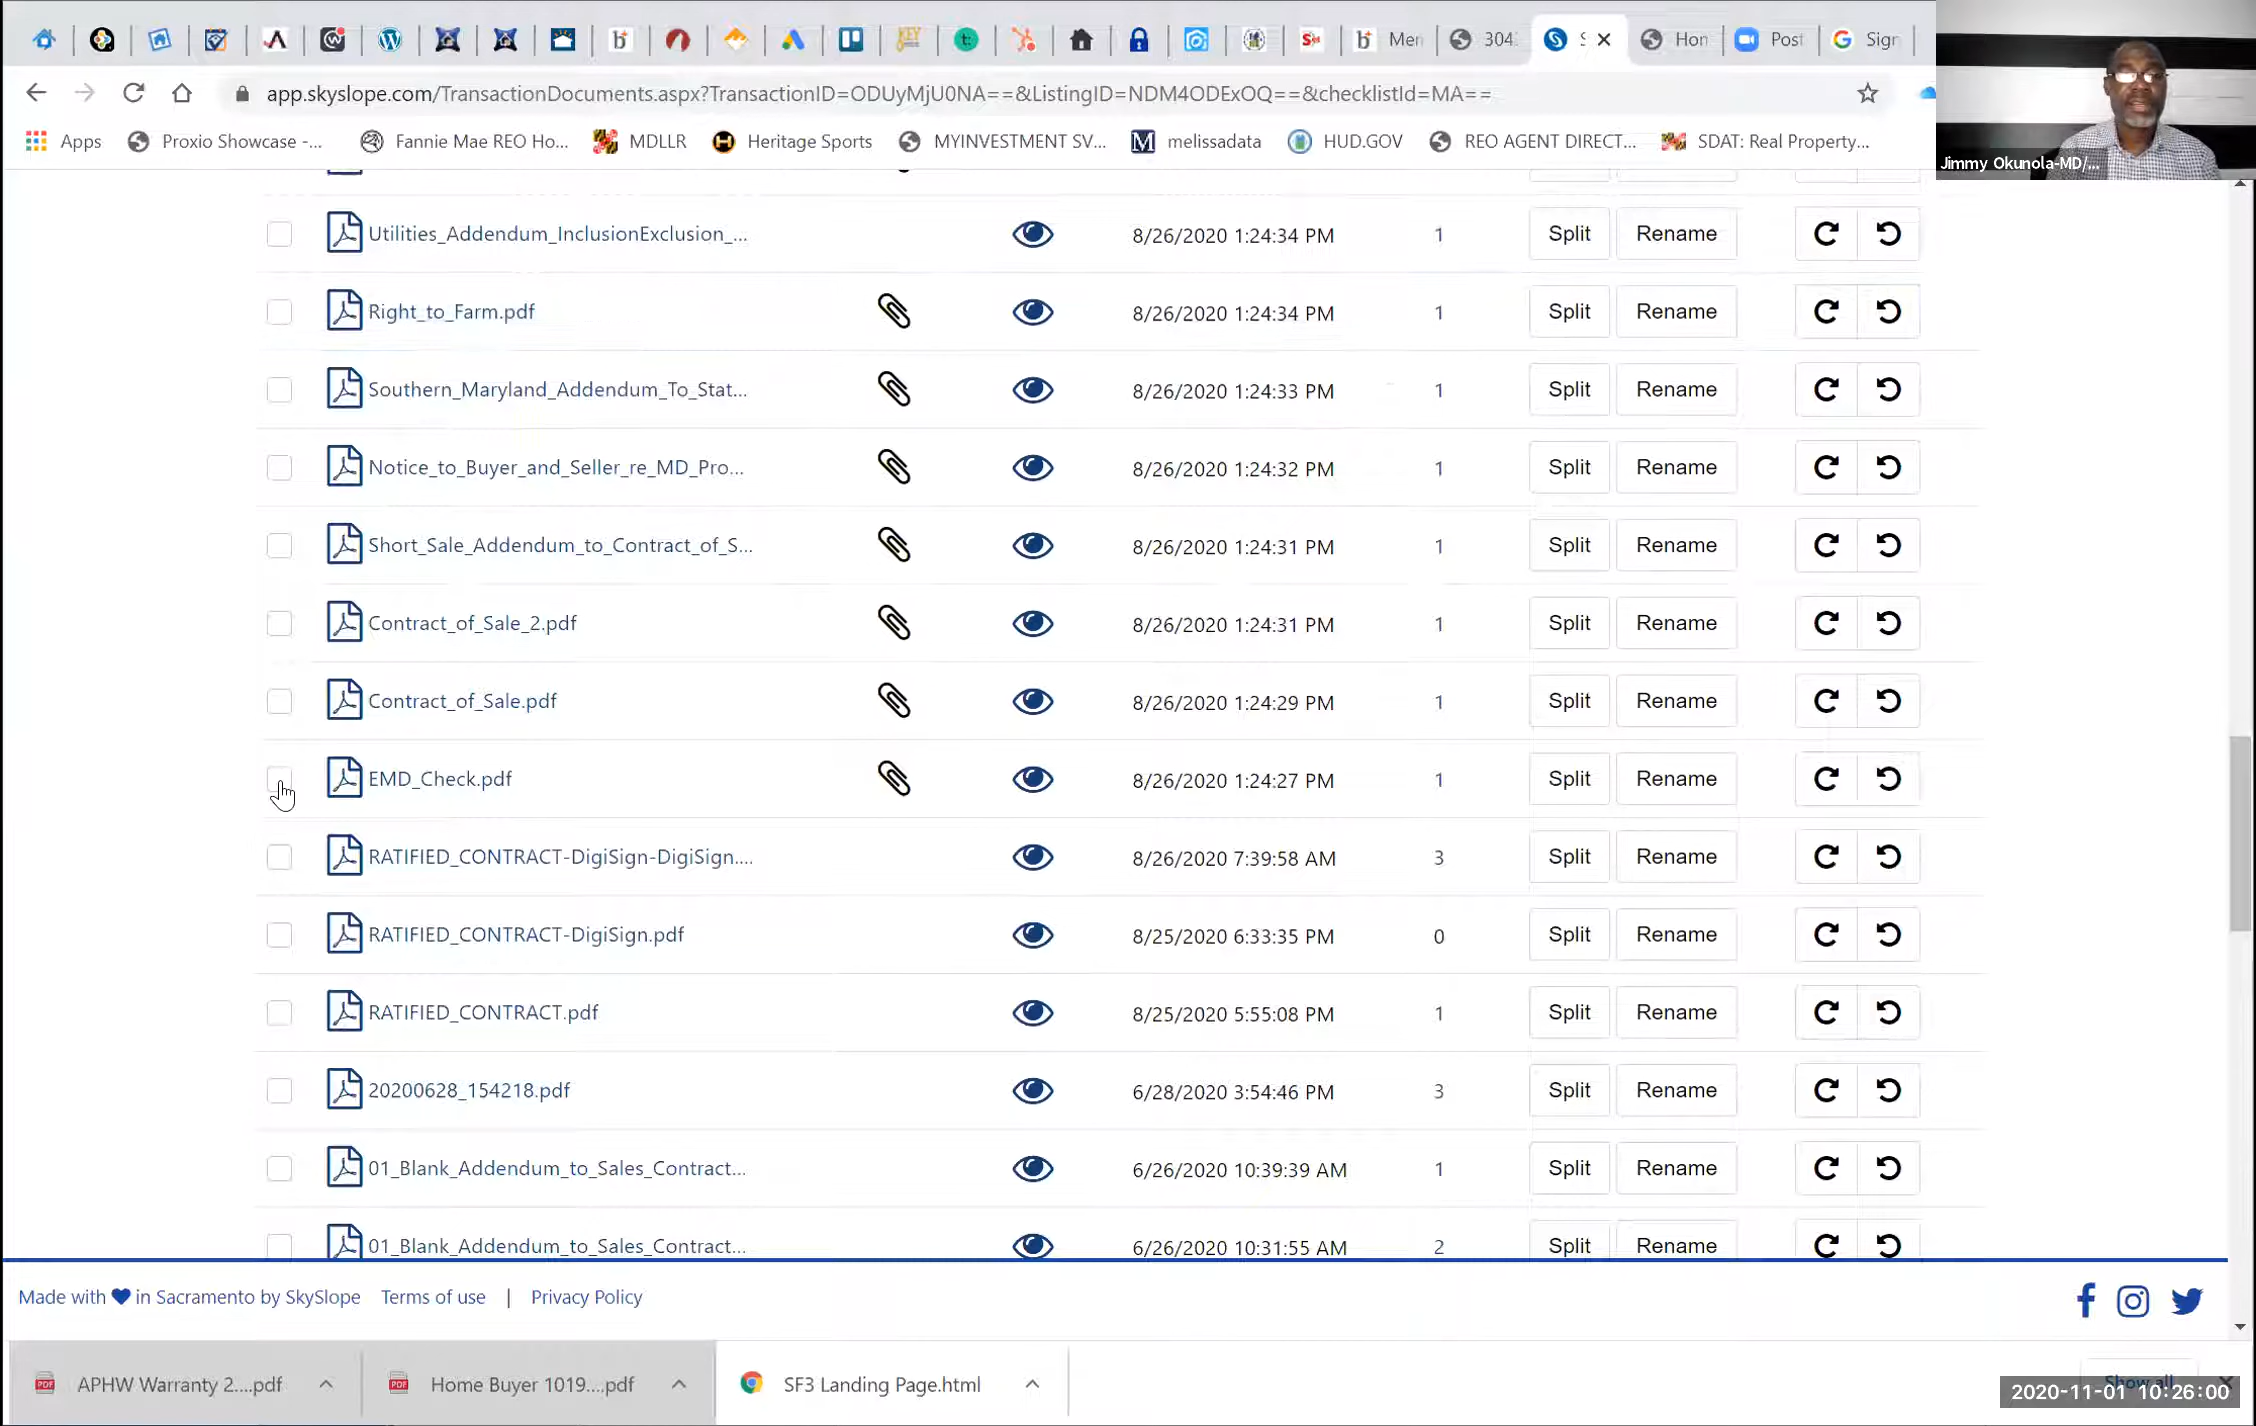 Mer
304
S
Hon
Post
Sign
app.skyslope.com/TransactionDocuments.aspx?TransactionID=ODUyMjU0NA==&ListingID=NDM4ODExOQ==&checklistId=MA==
Apps Proxio Showcase -... Fannie Mae REO Ho... MDLLR Heritage Sports MYINVESTMENT SV... melissadata HUD.GOV REO AGENT DIRECT... SDAT: Real Property...
Jimmy Okunola-MD/...
Utilities_Addendum_InclusionExclusion_... 8/26/2020 1:24:34 PM 1 Split Rename
Right_to_Farm.pdf 8/26/2020 1:24:34 PM 1 Split Rename
Southern_Maryland_Addendum_To_Stat... 8/26/2020 1:24:33 PM 1 Split Rename
Notice_to_Buyer_and_Seller_re_MD_Pro... 8/26/2020 1:24:32 PM 1 Split Rename
Short_Sale_Addendum_to_Contract_of_S... 8/26/2020 1:24:31 PM 1 Split Rename
Contract_of_Sale_2.pdf 8/26/2020 1:24:31 PM 1 Split Rename
Contract_of_Sale.pdf 8/26/2020 1:24:29 PM 1 Split Rename
EMD_Check.pdf 8/26/2020 1:24:27 PM 1 Split Rename
RATIFIED_CONTRACT-DigiSign-DigiSign.... 8/26/2020 7:39:58 AM 3 Split Rename
RATIFIED_CONTRACT-DigiSign.pdf 8/25/2020 6:33:35 PM 0 Split Rename
RATIFIED_CONTRACT.pdf 8/25/2020 5:55:08 PM 1 Split Rename
20200628_154218.pdf 6/28/2020 3:54:46 PM 3 Split Rename
01_Blank_Addendum_to_Sales_Contract... 6/26/2020 10:39:39 AM 1 Split Rename
01_Blank_Addendum_to_Sales_Contract... 6/26/2020 10:31:55 AM 2 Split Rename
Made with in Sacramento by SkySlope Terms of use | Privacy Policy
APHW Warranty 2....pdf Home Buyer 1019....pdf SF3 Landing Page.html Show all
2020-11-01 10:26:00